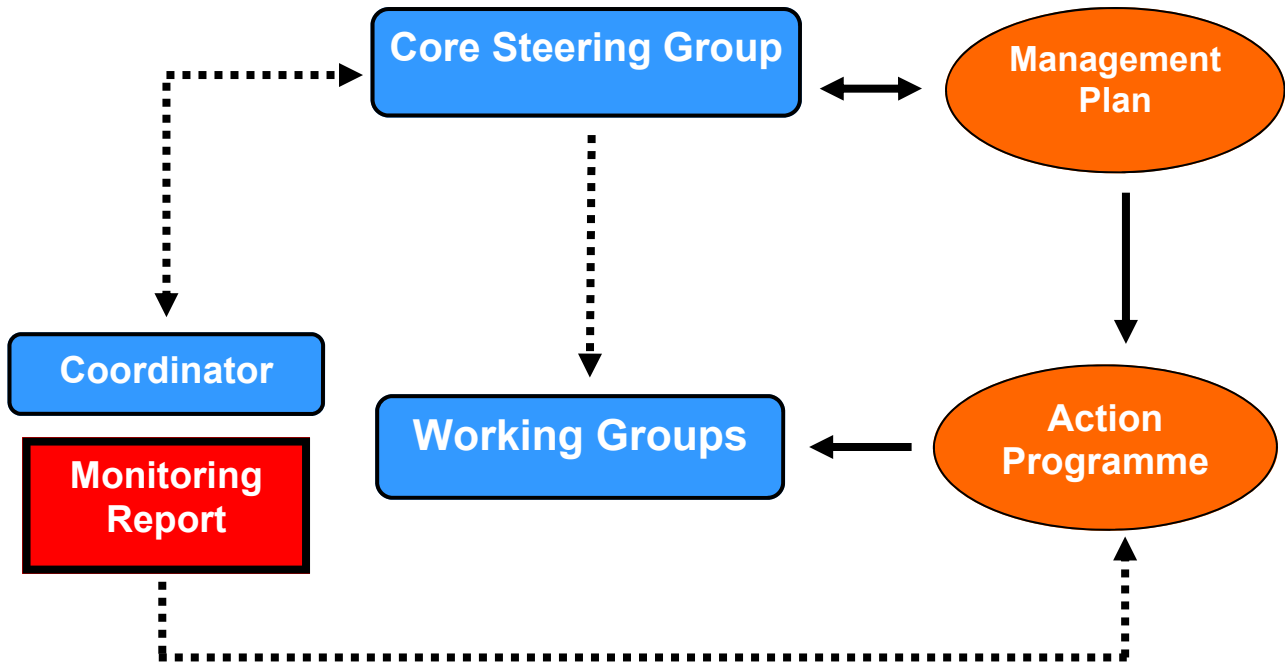 Core Steering Group
Management
Plan
Coordinator
Monitoring
Report
Working Groups
Action
Programme